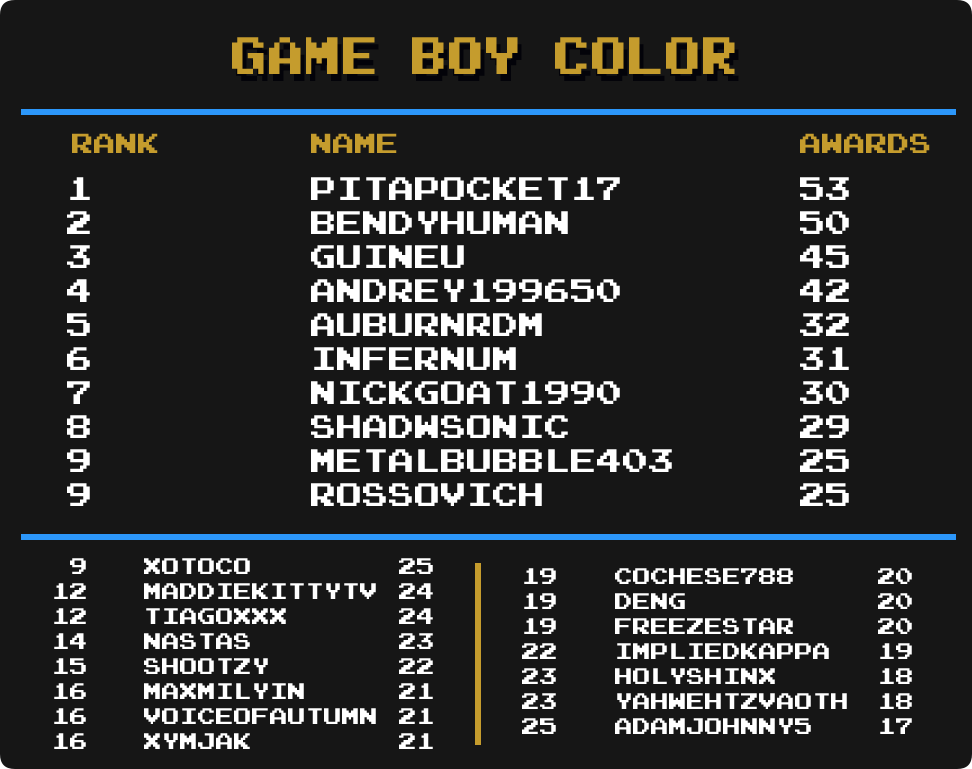 GAME BOY COLOR
RANK NAME AWARDS
1 PITAPOCKET17 53
2 BENDYHUMAN 50
3 GUINEU 45
4 ANDREY199650 42
5 AUBURNRDM 32
6 INFERNUM 31
7 NICKGOAT1990 30
8 SHADWSONIC 29
9 METALBUBBLE403 25
9 ROSSOVICH 25
9 XOTOCO 25
12 MADDIEKITTYTV 24
12 TIAGOXXX 24
14 NASTAS 23
15 SHOOTZY 22
16 MAXMILYIN 21
16 VOICEOFAUTUMN 21
16 XYMJAK 21
19 COCHESE788 20
19 DENG 20
19 FREEZESTAR 20
22 IMPLIEDKAPPA 19
23 HOLYSHINX 18
23 YAHWEHTZVAOTH 18
25 ADAMJOHNNY5 17